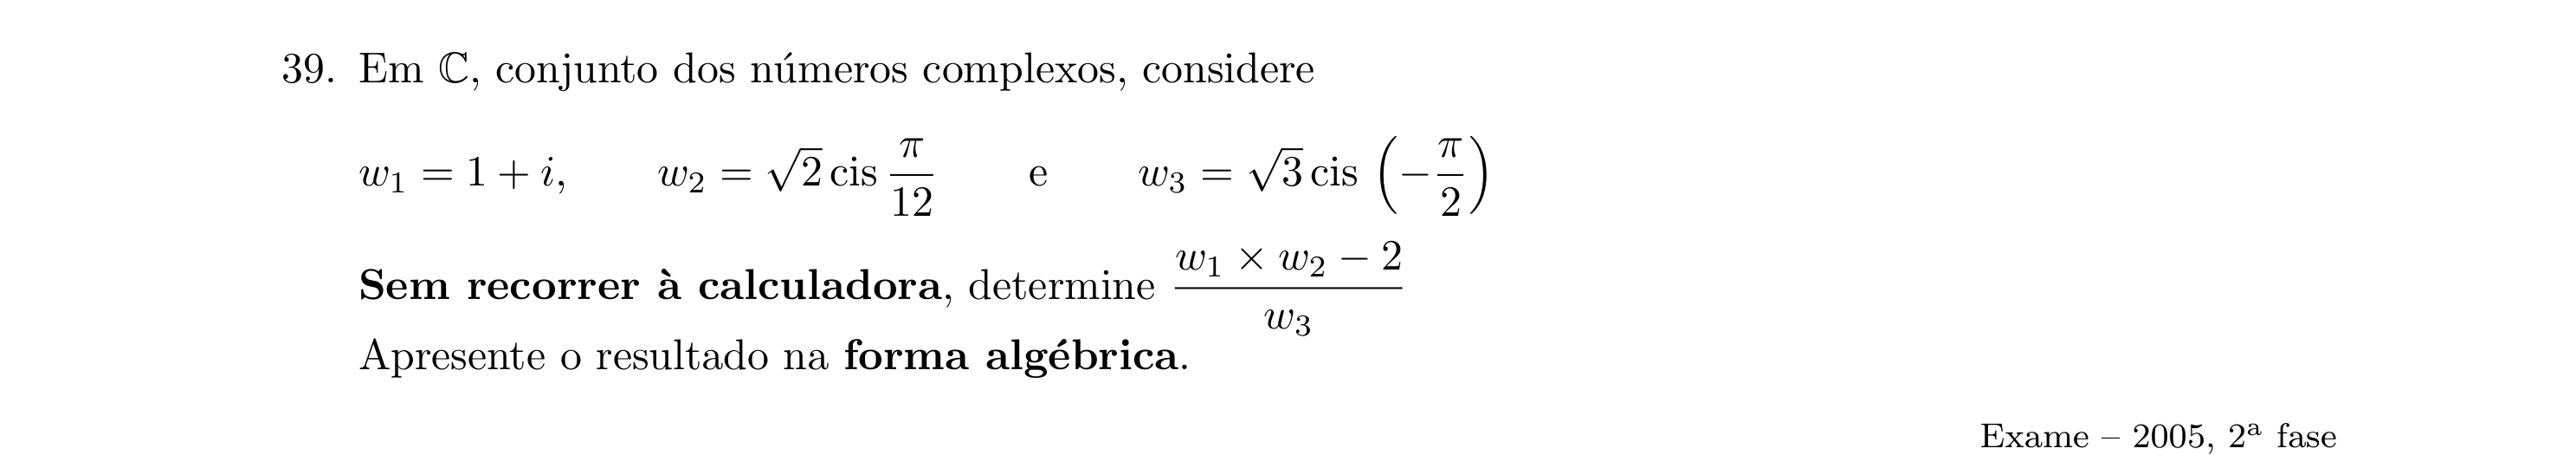 39. Em ℂ, conjunto dos números complexos, considere
w₁ = 1 + i, w₂ = √2 cis π/12 e w₃ = √3 cis (−π/2)
Sem recorrer à calculadora, determine (w₁ × w₂ − 2)/w₃
Apresente o resultado na forma algébrica.
Exame – 2005, 2ª fase